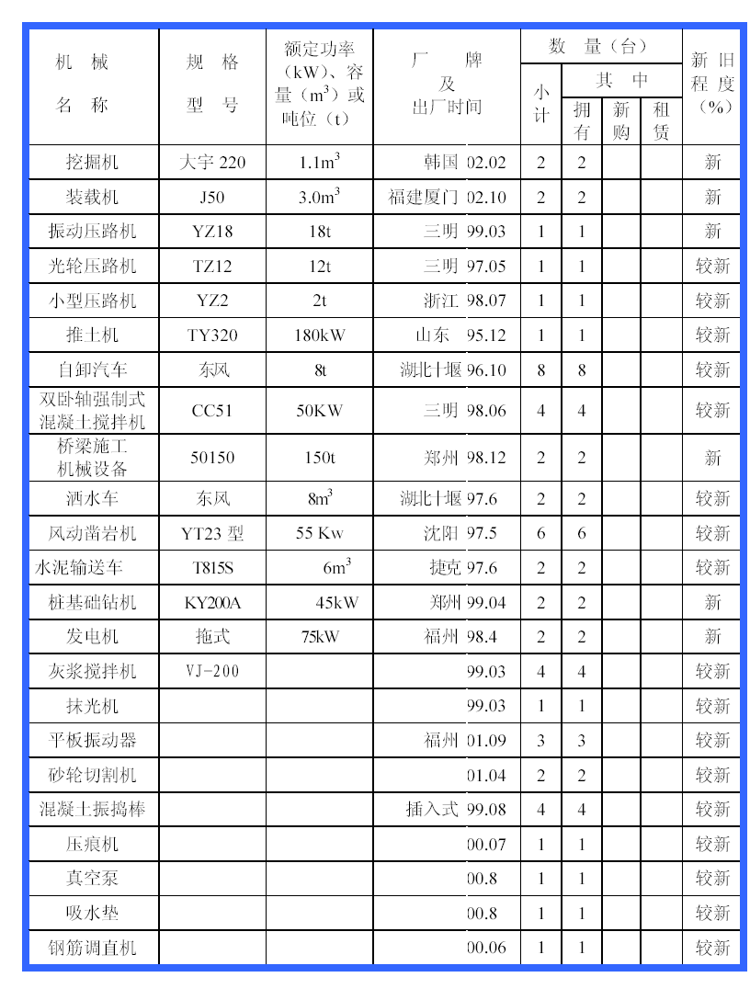 机 械
名 称
规 格
型 号
额定功率
（kW）、容
量（m³）或
吨位（t）
厂 牌
及
出厂时间
数 量（台）
小
计
其 中
拥
有
新
购
租
赁
新 旧
程 度
（%）
挖掘机 大宇 220 1.1m³ 韩国 02.02 2 2 新
装载机 J50 3.0m³ 福建厦门 02.10 2 2 新
振动压路机 YZ18 18t 三明 99.03 1 1 新
光轮压路机 TZ12 12t 三明 97.05 1 1 较新
小型压路机 YZ2 2t 浙江 98.07 1 1 较新
推土机 TY320 180kW 山东 95.12 1 1 较新
自卸汽车 东风 8t 湖北十堰 96.10 8 8 较新
双卧轴强制式
混凝土搅拌机 CC51 50KW 三明 98.06 4 4 较新
桥梁施工
机械设备 50150 150t 郑州 98.12 2 2 新
洒水车 东风 8m³ 湖北十堰 97.6 2 2 较新
风动凿岩机 YT23 型 55 Kw 沈阳 97.5 6 6 较新
水泥输送车 T815S 6m³ 捷克 97.6 2 2 较新
桩基础钻机 KY200A 45kW 郑州 99.04 2 2 新
发电机 拖式 75kW 福州 98.4 2 2 新
灰浆搅拌机 VJ-200 99.03 4 4 较新
抹光机 99.03 1 1 较新
平板振动器 福州 01.09 3 3 较新
砂轮切割机 01.04 2 2 较新
混凝土振捣棒 插入式 99.08 4 4 较新
压痕机 00.07 1 1 较新
真空泵 00.8 1 1 较新
吸水垫 00.8 1 1 较新
钢筋调直机 00.06 1 1 较新